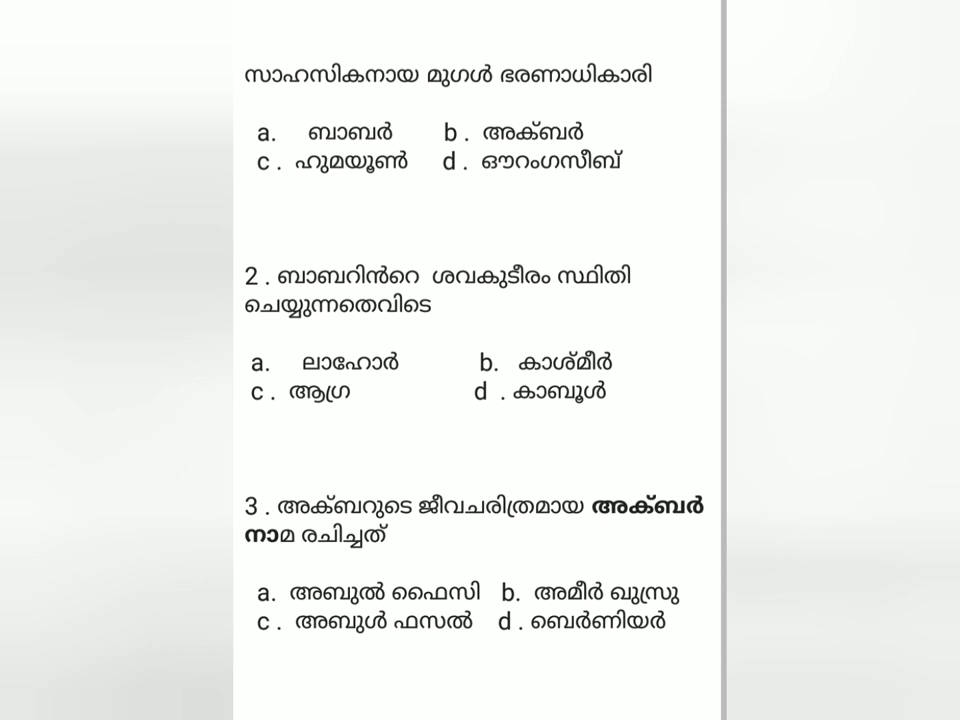 സാഹസികനായ മുഗൾ ഭരണാധികാരി
a. ബാബർ b . അക്ബർ
c . ഹുമയൂൺ d . ഔറംഗസീബ്
2 . ബാബറിൻറെ ശവകുടീരം സ്ഥിതി
ചെയ്യുന്നതെവിടെ
a. ലാഹോർ b. കാശ്മീർ
c . ആഗ്ര d . കാബൂൾ
3 . അക്ബറുടെ ജീവചരിത്രമായ അക്ബർ
നാമ രചിച്ചത്
a. അബുൽ ഫൈസി b. അമീർ ഖുസ്രു
c . അബുൾ ഫസൽ d . ബെർണിയർ